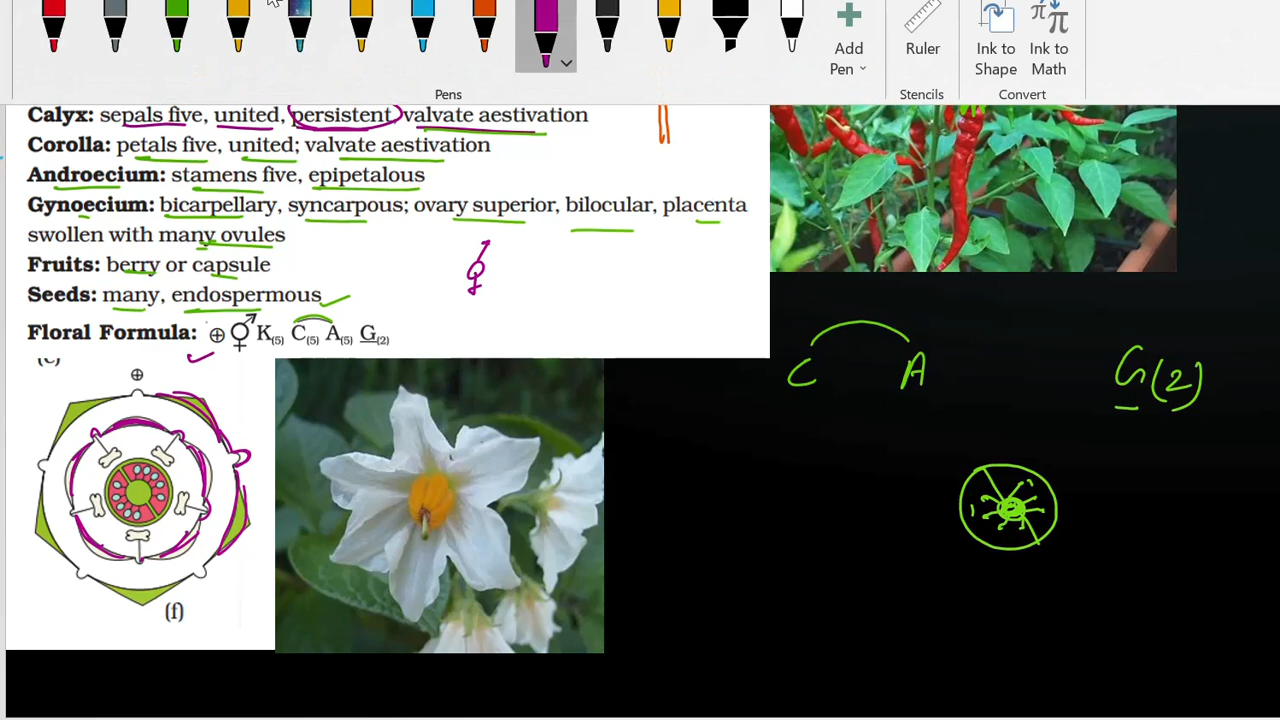 Add
Pen
Ruler
Ink to
Shape
Ink to
Math
Pens
Stencils
Convert
Calyx: sepals five, united, persistent, valvate aestivation
Corolla: petals five, united; valvate aestivation
Androecium: stamens five, epipetalous
Gynoecium: bicarpellary, syncarpous; ovary superior, bilocular, placenta
swollen with many ovules
Fruits: berry or capsule
Seeds: many, endospermous
Floral Formula: ⊕ ⚥ K(5) C(5) A(5) G(2)
⊕
(f)
C A G(2)